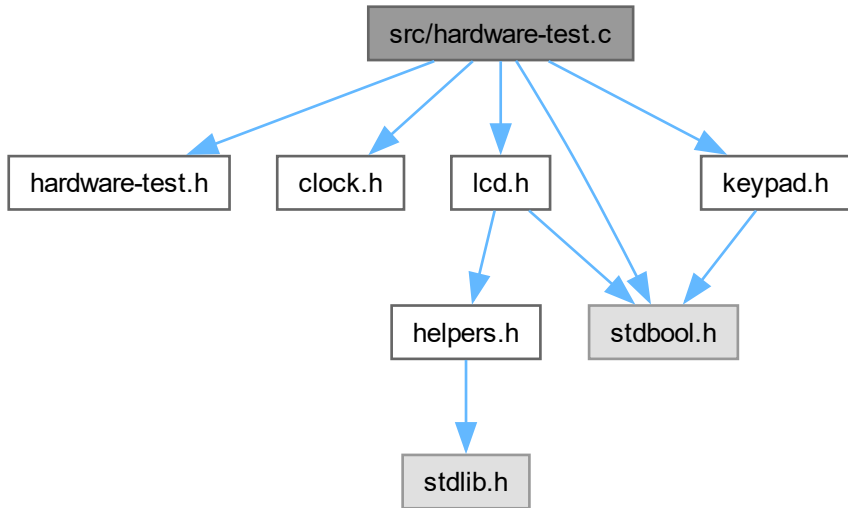 src/hardware-test.c
hardware-test.h
clock.h
lcd.h
keypad.h
helpers.h
stdbool.h
stdlib.h